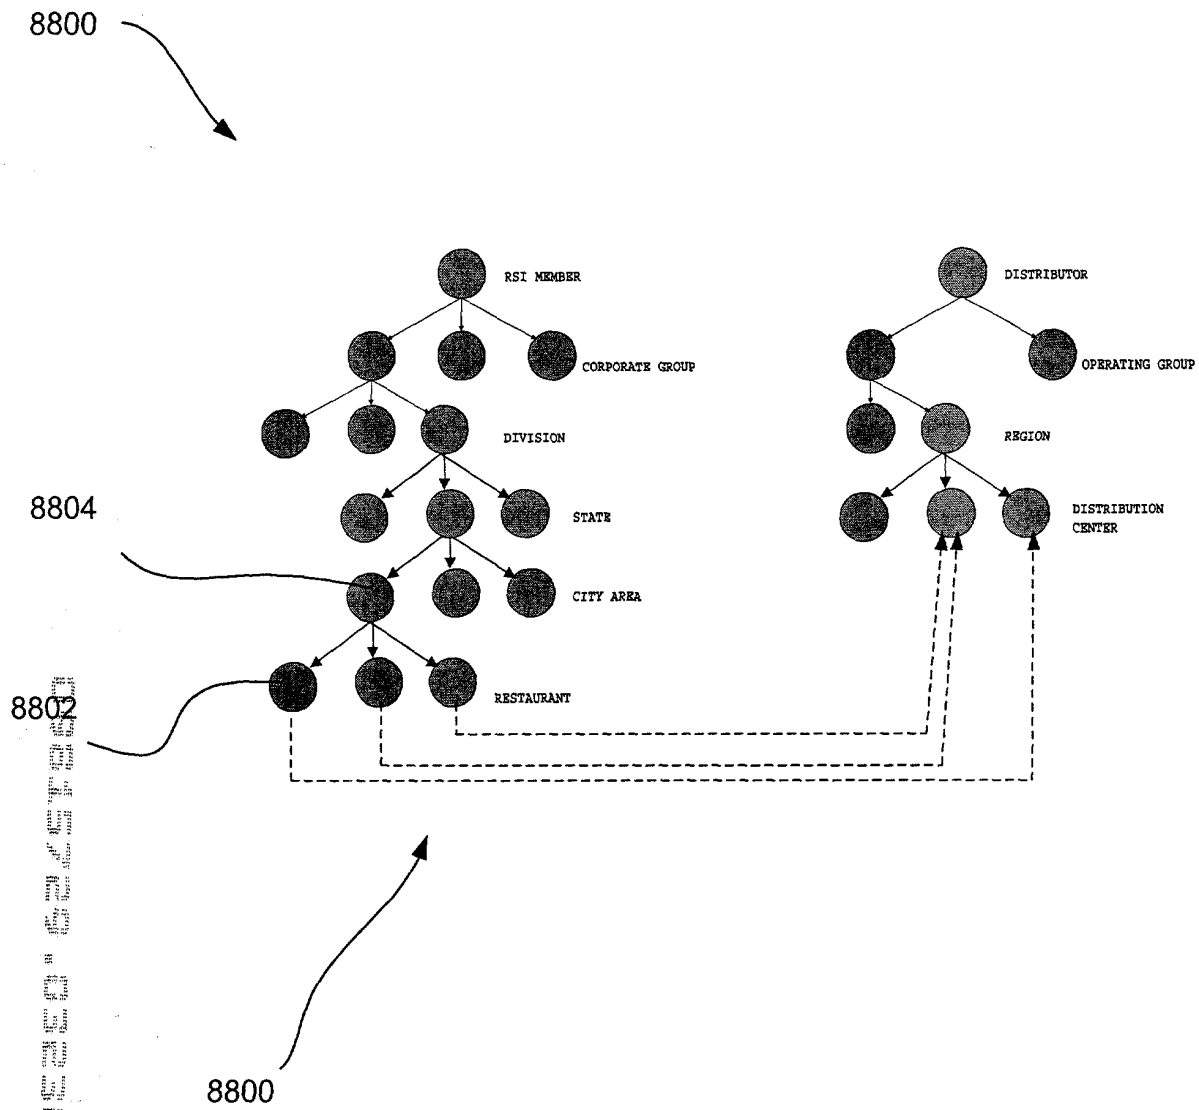 8800
RSI MEMBER
DISTRIBUTOR
CORPORATE GROUP
OPERATING GROUP
DIVISION
REGION
8804
STATE
DISTRIBUTION
CENTER
CITY AREA
RESTAURANT
8802
8800